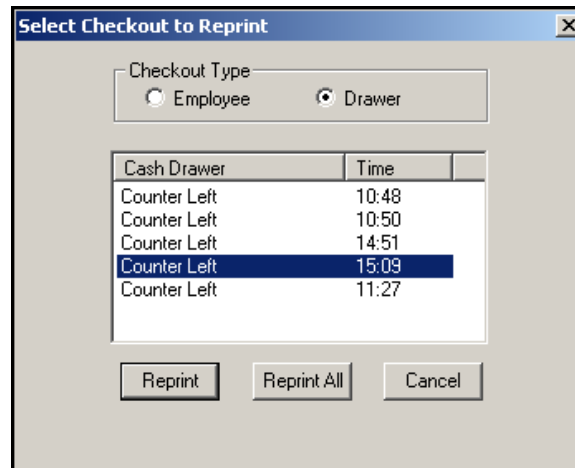 Select Checkout to Reprint
Checkout Type
Employee Drawer
Cash Drawer Time
Counter Left 10:48
Counter Left 10:50
Counter Left 14:51
Counter Left 15:09
Counter Left 11:27
Reprint Reprint All Cancel